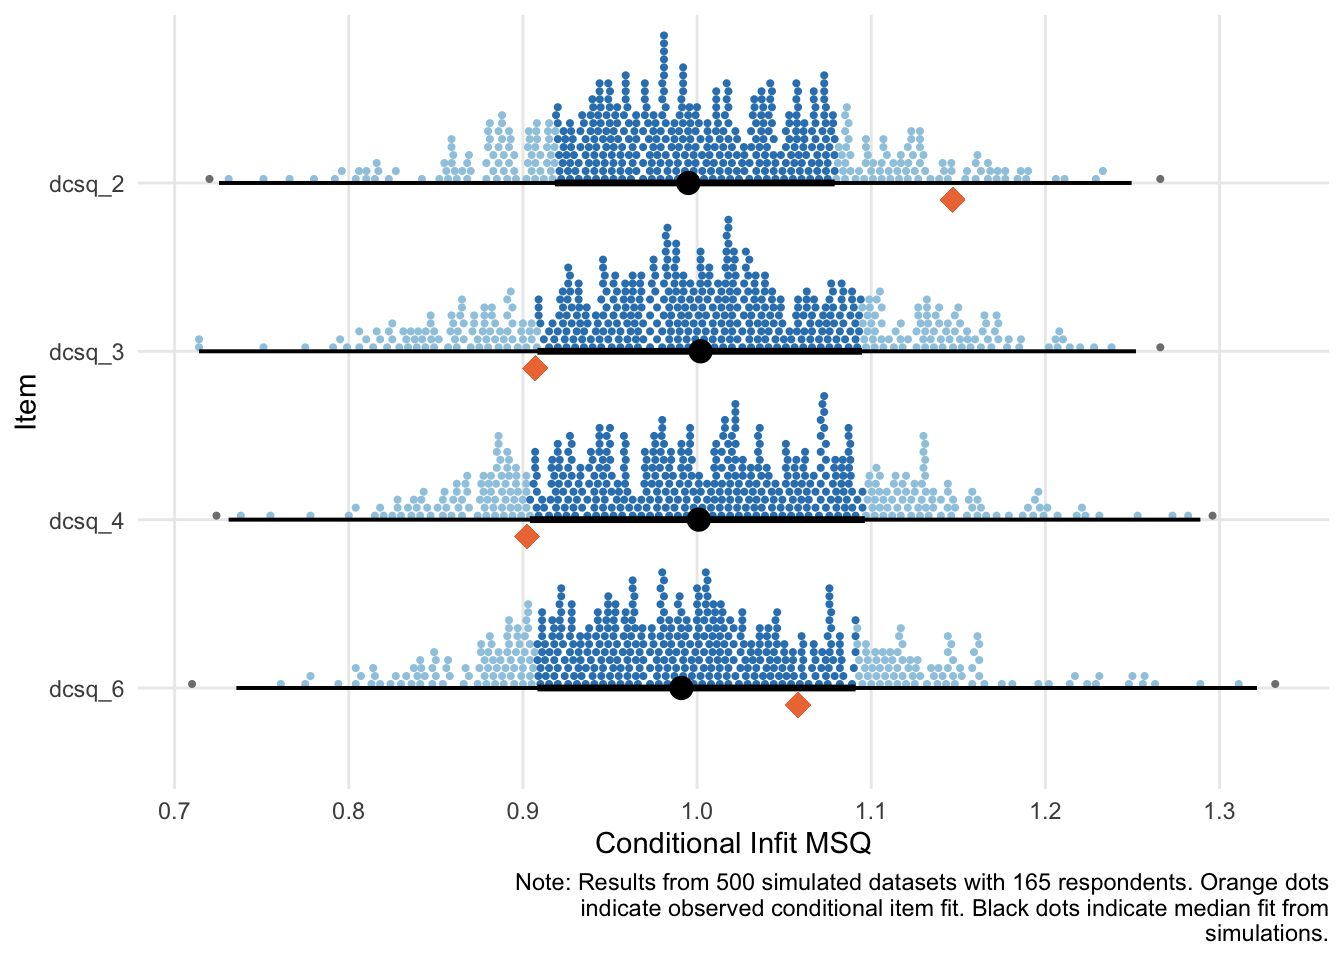 dcsq_2
dcsq_3
dcsq_4
dcsq_6
Item
0.7 0.8 0.9 1.0 1.1 1.2 1.3
Conditional Infit MSQ
Note: Results from 500 simulated datasets with 165 respondents. Orange dots
indicate observed conditional item fit. Black dots indicate median fit from
simulations.